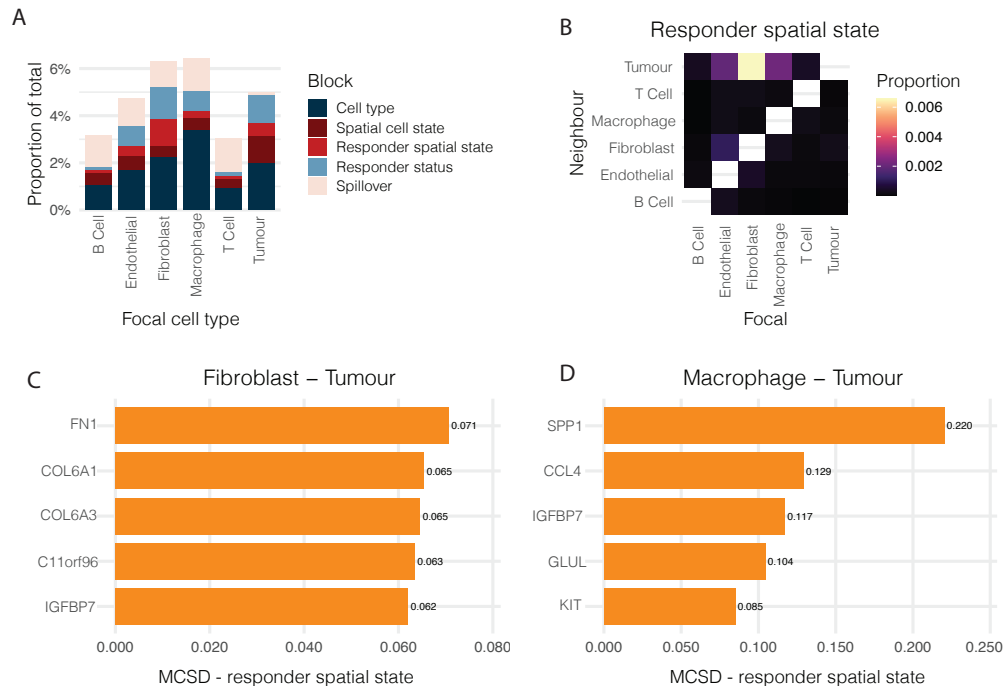 A
Proportion of total
6%
4%
2%
0%
B Cell
Endothelial
Fibroblast
Macrophage
T Cell
Tumour
Focal cell type
Block
Cell type
Spatial cell state
Responder spatial state
Responder status
Spillover
B
Responder spatial state
Neighbour
Tumour
T Cell
Macrophage
Fibroblast
Endothelial
B Cell
B Cell
Endothelial
Fibroblast
Macrophage
T Cell
Tumour
Focal
Proportion
0.006
0.004
0.002
C
Fibroblast – Tumour
FN1
0.071
COL6A1
0.065
COL6A3
0.065
C11orf96
0.063
IGFBP7
0.062
0.000
0.020
0.040
0.060
0.080
MCSD - responder spatial state
D
Macrophage – Tumour
SPP1
0.220
CCL4
0.129
IGFBP7
0.117
GLUL
0.104
KIT
0.085
0.000
0.050
0.100
0.150
0.200
0.250
MCSD - responder spatial state